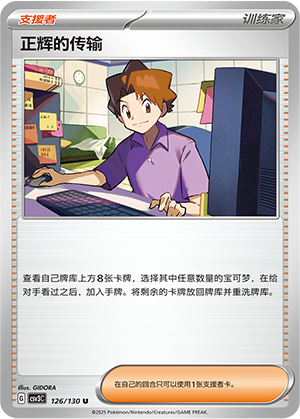 支援者
训练家
正辉的传输
查看自己牌库上方8张卡牌，选择其中任意数量的宝可梦，在给
对手看过之后，加入手牌。将剩余的卡牌放回牌库并重洗牌库。
Illus. GIDORA
G CSV3C 126/130 U
在自己的回合只可以使用1张支援者卡。
©2025 Pokémon/Nintendo/Creatures/GAME FREAK.